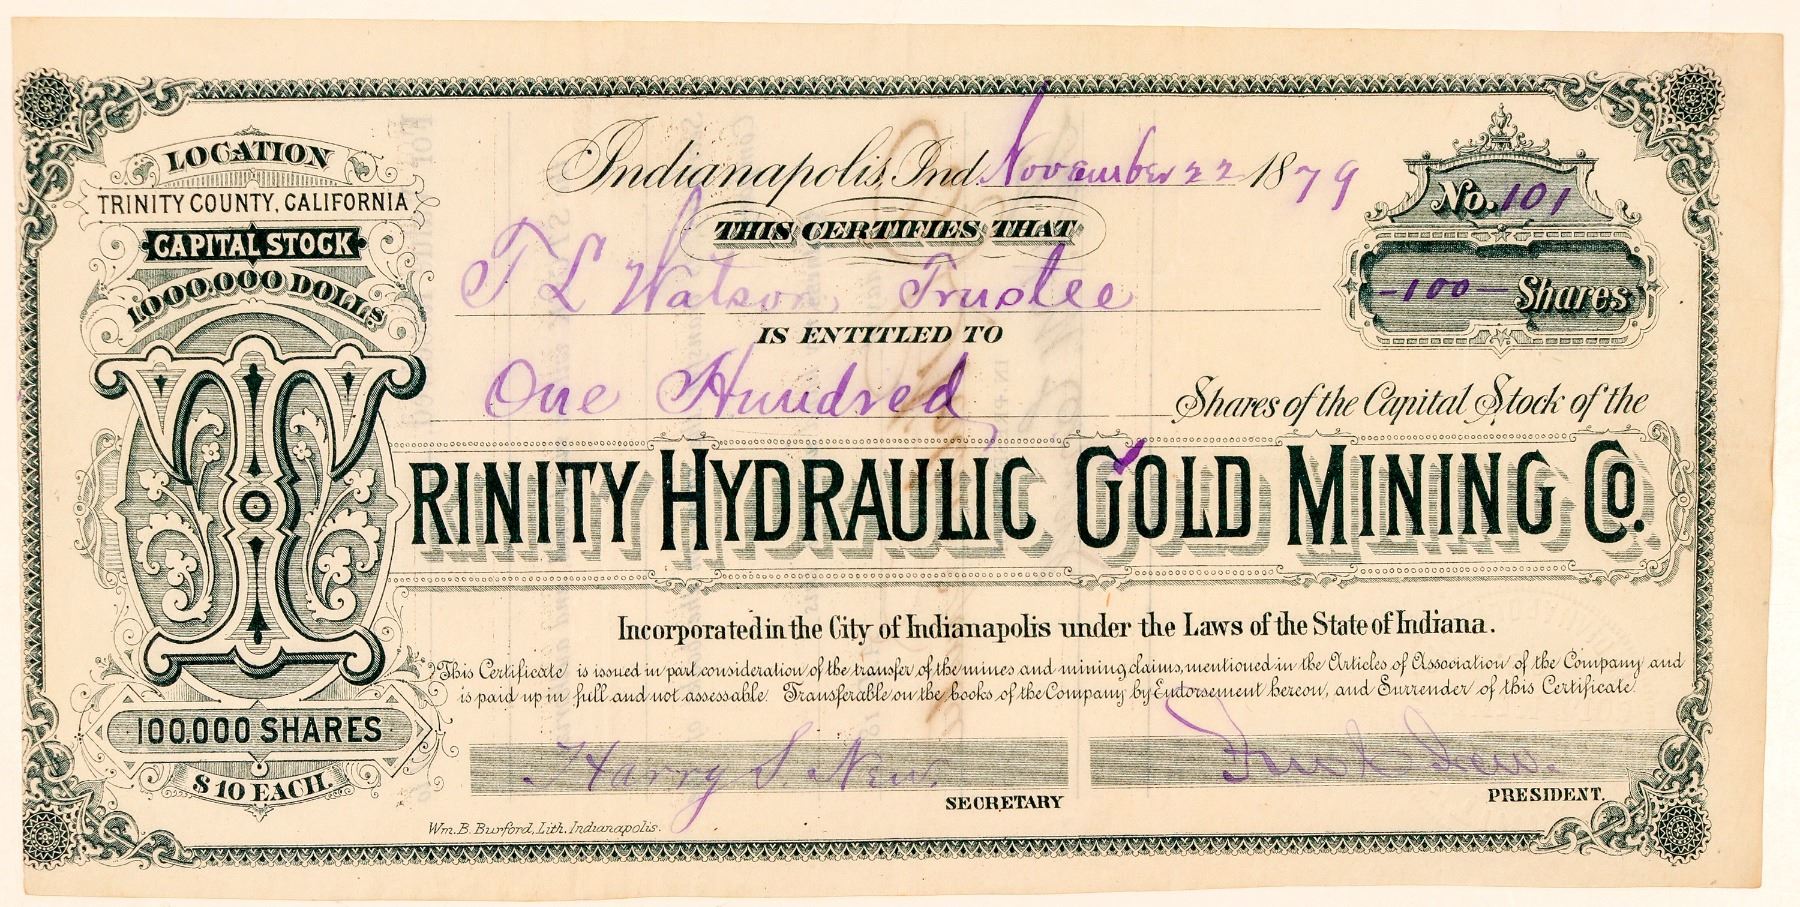 LOCATION
TRINITY COUNTY, CALIFORNIA
CAPITAL STOCK
1.000.000 DOLLS
100.000 SHARES
$10 EACH.
Indianapolis, Ind. November 22 1879
No. 101
-100- Shares
THIS CERTIFIES THAT
T L Watson, Trustee
IS ENTITLED TO
One Hundred Shares of the Capital Stock of the
TRINITY HYDRAULIC GOLD MINING CO.
Incorporated in the City of Indianapolis under the Laws of the State of Indiana.
This Certificate is issued in part consideration of the transfer of the mines and mining claims, mentioned in the Articles of Association of the Company and
is paid up in full and not assessable. Transferable on the books of the Company by Endorsement hereon, and Surrender of this Certificate.
Harry S. New.
SECRETARY
PRESIDENT.
Wm. B. Burford, Lith. Indianapolis.